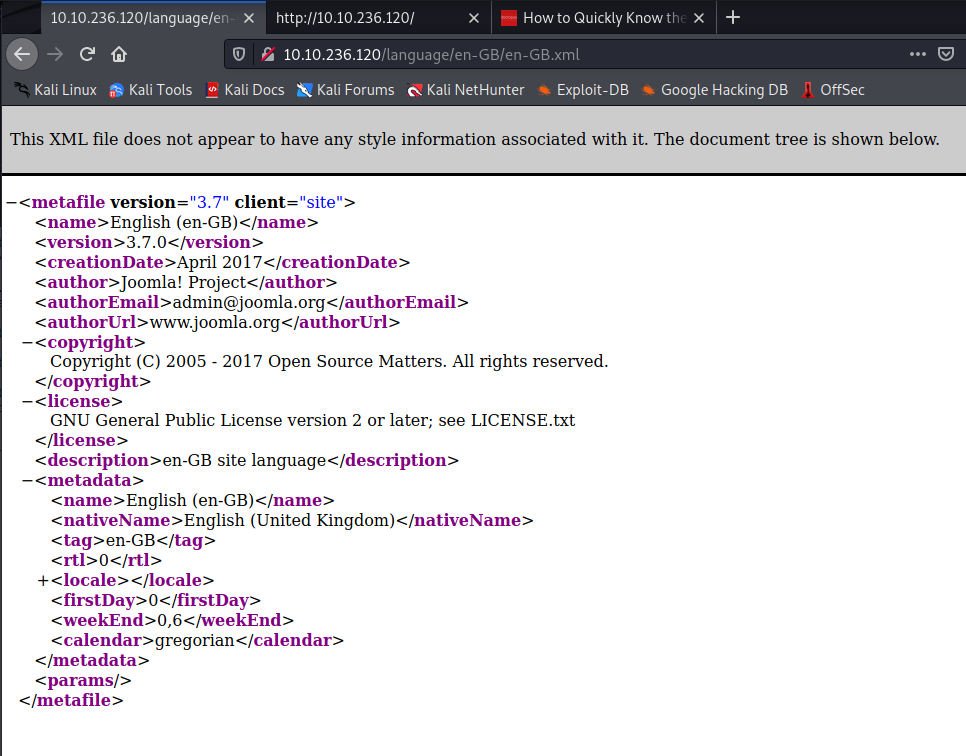 10.10.236.120/language/en-
http://10.10.236.120/
How to Quickly Know the
10.10.236.120/language/en-GB/en-GB.xml
Kali Linux Kali Tools Kali Docs Kali Forums Kali NetHunter Exploit-DB Google Hacking DB OffSec
This XML file does not appear to have any style information associated with it. The document tree is shown below.
−<metafile version="3.7" client="site">
<name>English (en-GB)</name>
<version>3.7.0</version>
<creationDate>April 2017</creationDate>
<author>Joomla! Project</author>
<authorEmail>admin@joomla.org</authorEmail>
<authorUrl>www.joomla.org</authorUrl>
−<copyright>
Copyright (C) 2005 - 2017 Open Source Matters. All rights reserved.
</copyright>
−<license>
GNU General Public License version 2 or later; see LICENSE.txt
</license>
<description>en-GB site language</description>
−<metadata>
<name>English (en-GB)</name>
<nativeName>English (United Kingdom)</nativeName>
<tag>en-GB</tag>
<rtl>0</rtl>
+<locale></locale>
<firstDay>0</firstDay>
<weekEnd>0,6</weekEnd>
<calendar>gregorian</calendar>
</metadata>
<params/>
</metafile>